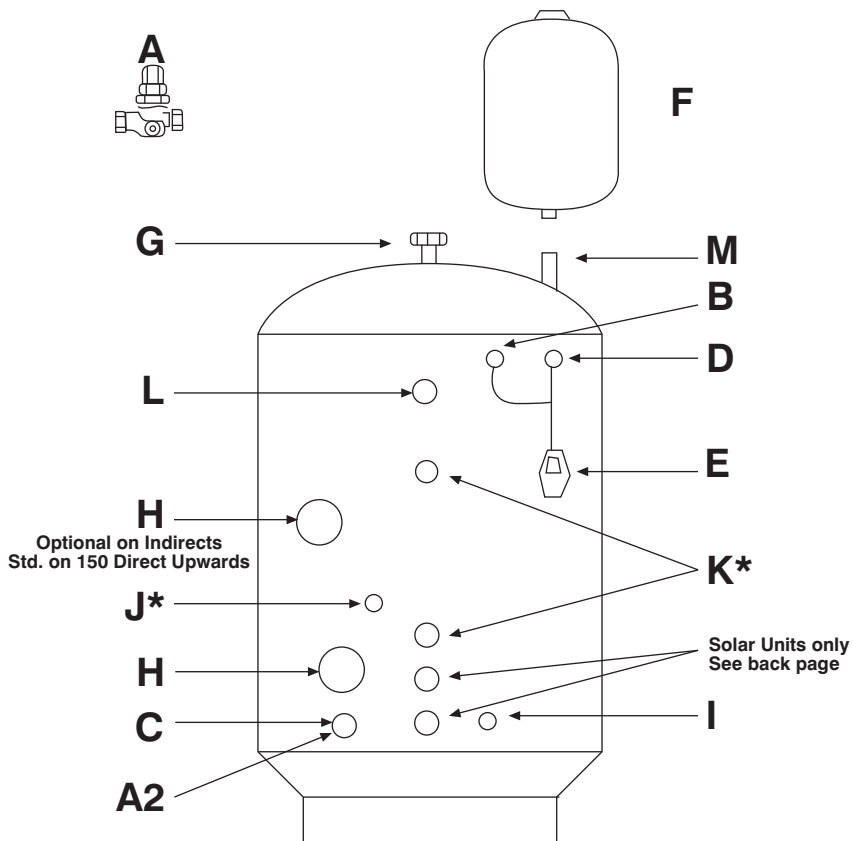 A
F
G
M
B
D
L
E
H
Optional on Indirects
Std. on 150 Direct Upwards
K*
J*
Solar Units only
See back page
H
C
I
A2